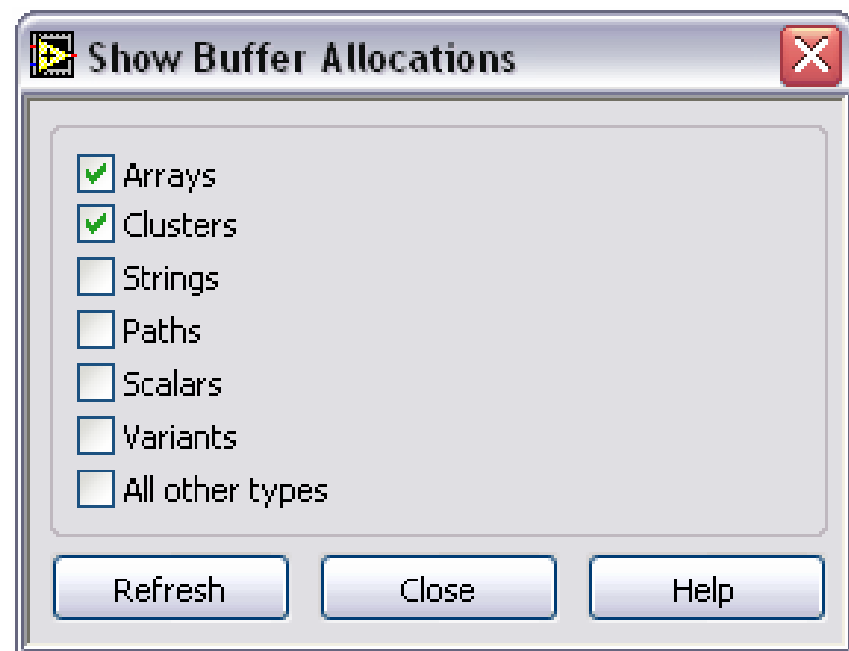 Show Buffer Allocations
Arrays
Clusters
Strings
Paths
Scalars
Variants
All other types
Refresh Close Help